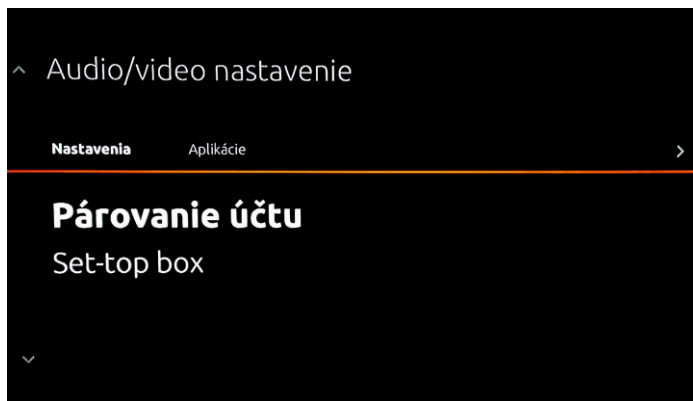 Audio/video nastavenie
Nastavenia Aplikácie
Párovanie účtu
Set-top box